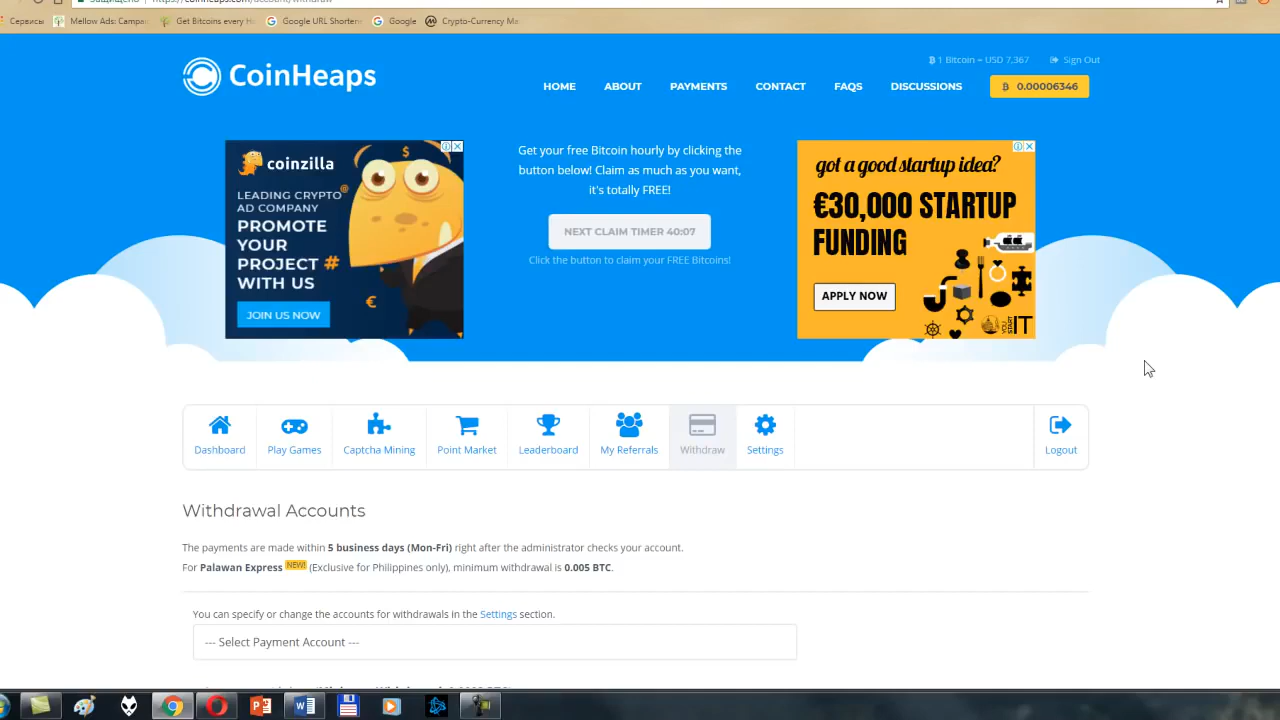 Сервисы
Mellow Ads: Campa
Get Bitcoins every H
Google URL Shorten
Google
Crypto-Currency Ma
CoinHeaps
1 Bitcoin = USD 7,367
Sign Out
HOME
ABOUT
PAYMENTS
CONTACT
FAQS
DISCUSSIONS
0.00006346
coinzilla
LEADING CRYPTO
AD COMPANY
PROMOTE
YOUR
PROJECT
WITH US
JOIN US NOW
Get your free Bitcoin hourly by clicking the
button below! Claim as much as you want,
it's totally FREE!
NEXT CLAIM TIMER 40:07
Click the button to claim your FREE Bitcoins!
got a good startup idea?
€30,000 STARTUP
FUNDING
APPLY NOW
YOU START IT
Dashboard
Play Games
Captcha Mining
Point Market
Leaderboard
My Referrals
Withdraw
Settings
Logout
Withdrawal Accounts
The payments are made within 5 business days (Mon-Fri) right after the administrator checks your account.
For Palawan Express NEW! (Exclusive for Philippines only), minimum withdrawal is 0.005 BTC.
You can specify or change the accounts for withdrawals in the Settings section.
--- Select Payment Account ---